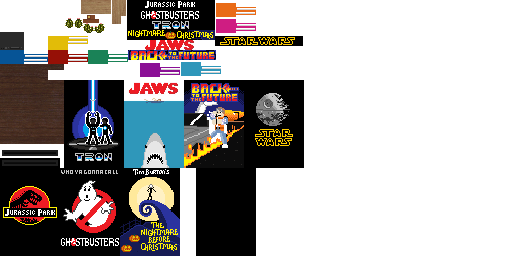 JURASSIC PARK
GHOSTBUSTERS
TRON
NIGHTMARE CHRISTMAS
STAR WARS
JAWS
BACK TO THE FUTURE
TRON
JAWS
BACK
TO THE
FUTURE
STAR
WARS
JURASSIC PARK
WHO YA GONNA CALL
GHOSTBUSTERS
TIM BURTON'S
THE
NIGHTMARE
BEFORE
CHRISTMAS